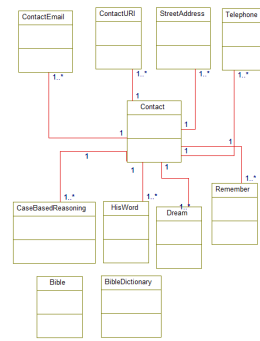 ContactEmail
ContactURI
StreetAddress
Telephone
1..*
1..*
1..*
1..*
Contact
1
1
1
1
1
1
1
1..*
1..*
1..*
1..
CaseBasedReasoning
HisWord
Dream
Remember
Bible
BibleDictionary